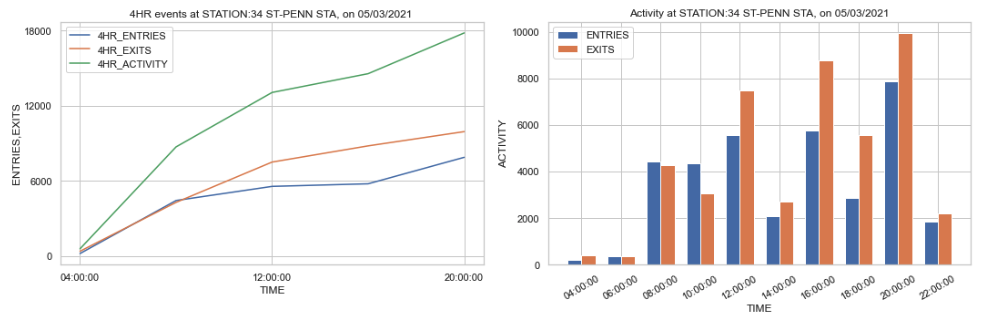 4HR events at STATION:34 ST-PENN STA, on 05/03/2021
18000
12000
6000
0
ENTRIES,EXITS
4HR_ENTRIES
4HR_EXITS
4HR_ACTIVITY
04:00:00
12:00:00
20:00:00
TIME
Activity at STATION:34 ST-PENN STA, on 05/03/2021
10000
8000
6000
4000
2000
0
ACTIVITY
ENTRIES
EXITS
04:00:00
06:00:00
08:00:00
10:00:00
12:00:00
14:00:00
16:00:00
18:00:00
20:00:00
22:00:00
TIME